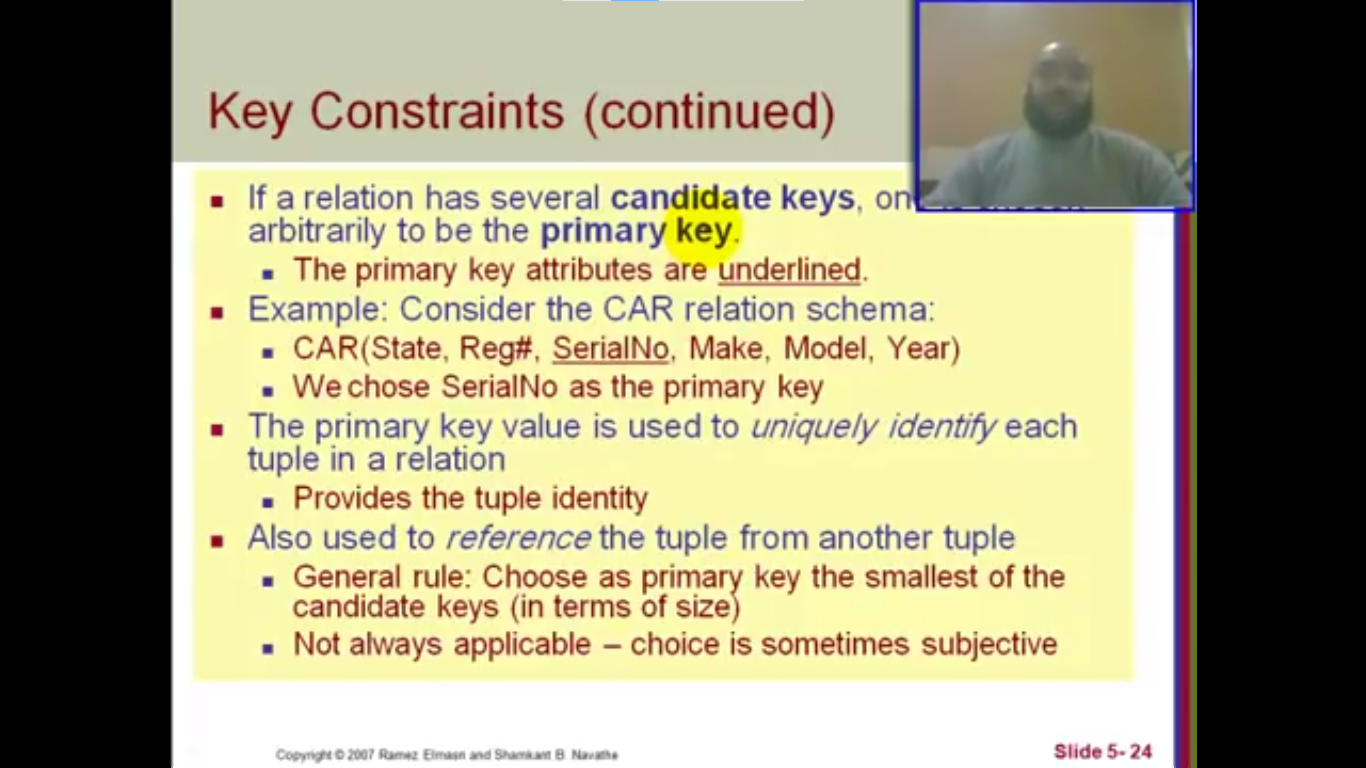 Key Constraints (continued)
If a relation has several candidate keys, one is chosen
arbitrarily to be the primary key.
The primary key attributes are underlined.
Example: Consider the CAR relation schema:
CAR(State, Reg#, SerialNo, Make, Model, Year)
We chose SerialNo as the primary key
The primary key value is used to uniquely identify each
tuple in a relation
Provides the tuple identity
Also used to reference the tuple from another tuple
General rule: Choose as primary key the smallest of the
candidate keys (in terms of size)
Not always applicable – choice is sometimes subjective
Copyright © 2007 Ramez Elmasri and Shamkant B. Navathe
Slide 5- 24